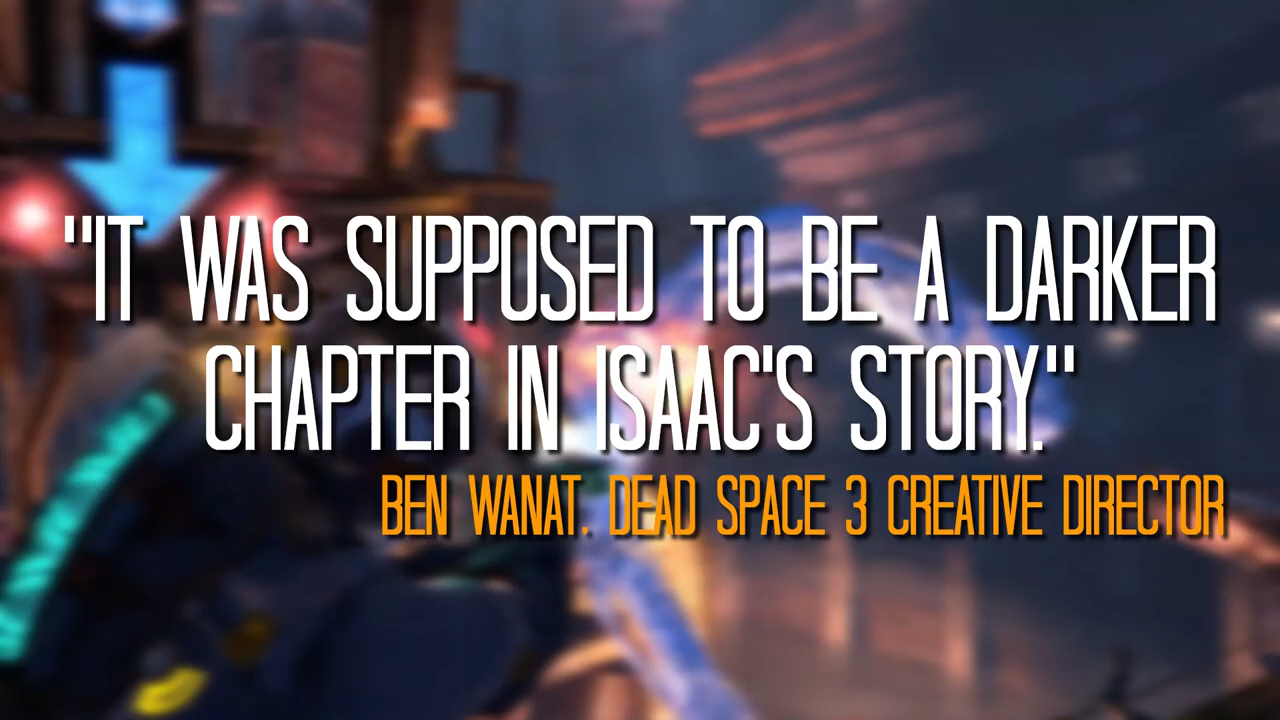 "IT WAS SUPPOSED TO BE A DARKER
CHAPTER IN ISAAC'S STORY."
BEN WANAT, DEAD SPACE 3 CREATIVE DIRECTOR